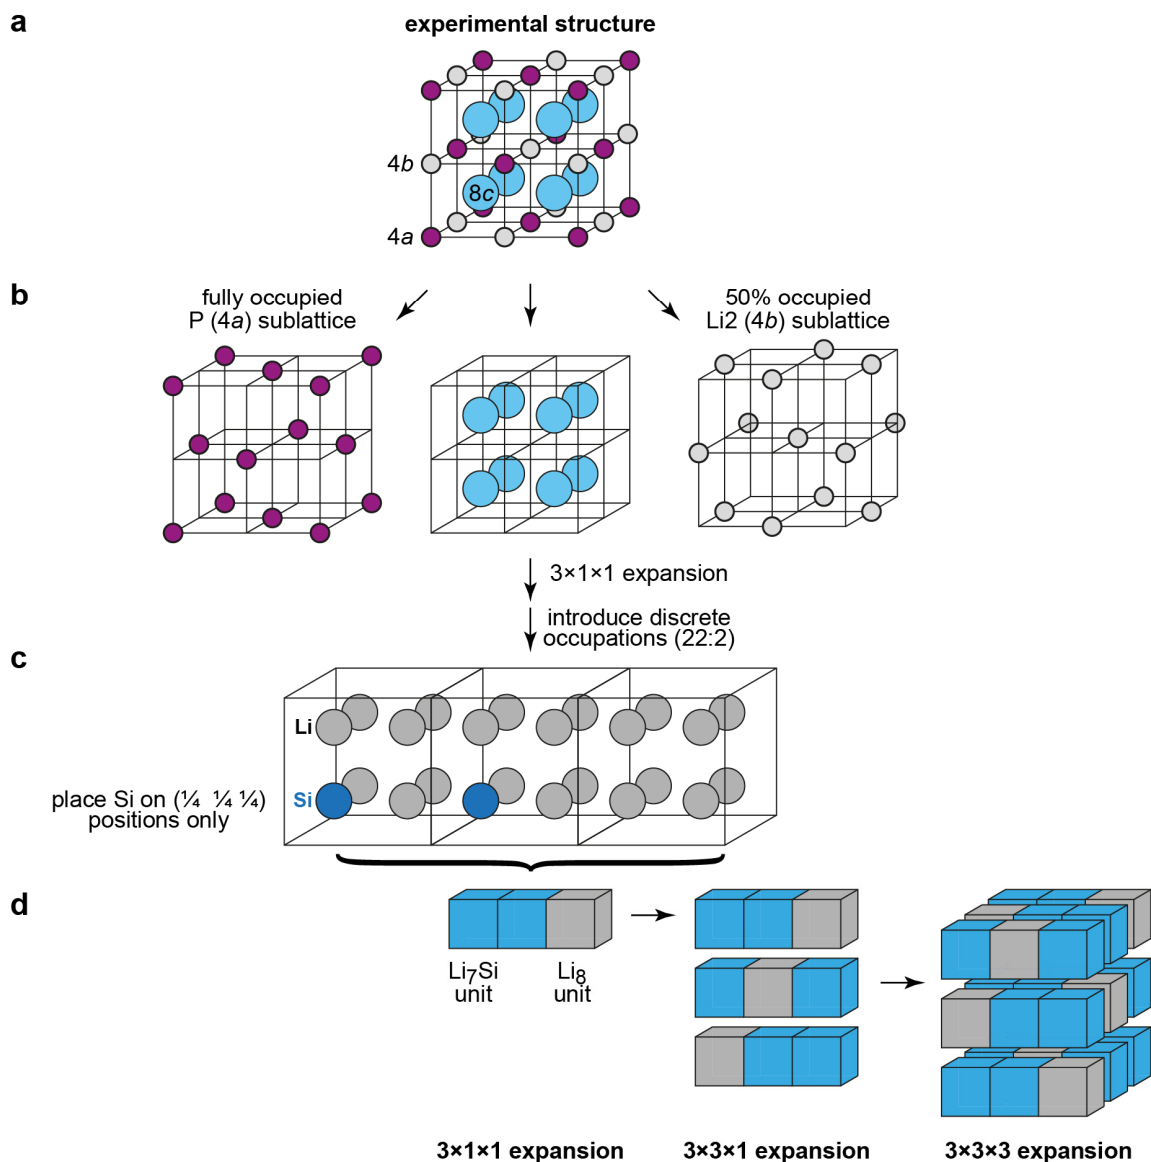 a
experimental structure
4b
8c
4a
b
fully occupied
P (4a) sublattice
50% occupied
Li2 (4b) sublattice
3×1×1 expansion
introduce discrete
occupations (22:2)
c
Li
Si
place Si on (¼ ¼ ¼)
positions only
d
Li₇Si
unit
Li₈
unit
3×1×1 expansion
3×3×1 expansion
3×3×3 expansion